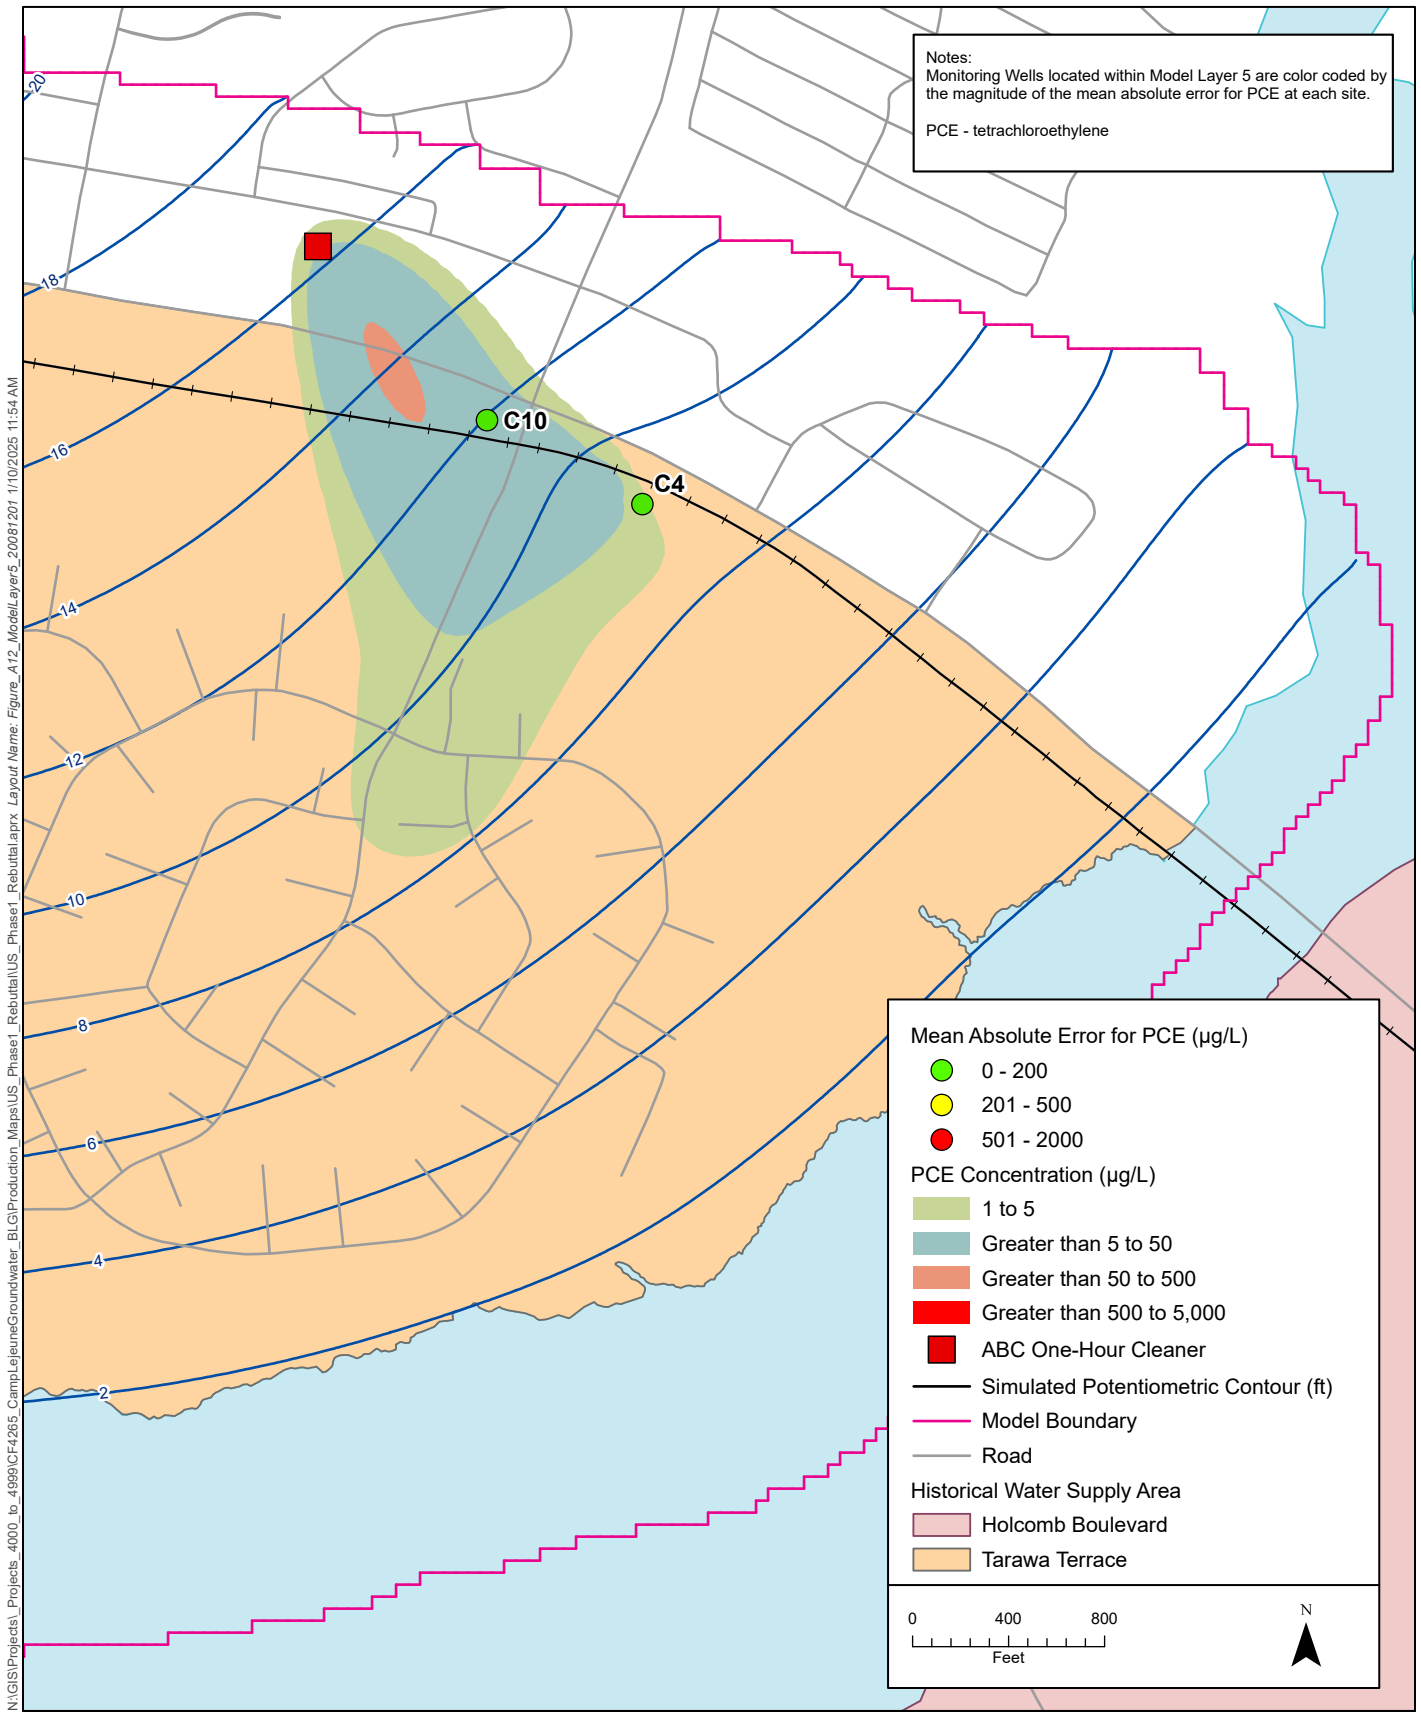 Notes:
Monitoring Wells located within Model Layer 5 are color coded by
the magnitude of the mean absolute error for PCE at each site.
PCE - tetrachloroethylene
20
18
16
14
12
10
8
6
4
2
C10
C4
Mean Absolute Error for PCE (µg/L)
0 - 200
201 - 500
501 - 2000
PCE Concentration (µg/L)
1 to 5
Greater than 5 to 50
Greater than 50 to 500
Greater than 500 to 5,000
ABC One-Hour Cleaner
Simulated Potentiometric Contour (ft)
Model Boundary
Road
Historical Water Supply Area
Holcomb Boulevard
Tarawa Terrace
0 400 800
Feet
N
N:\GIS\Projects\_Projects_4000_to_4999\CF4265_CampLejeuneGroundwater_BLG\Production_Maps\US_Phase1_Rebuttal\US_Phase1_Rebuttal.aprx Layout Name: Figure_A12_ModelLayer5_20081201 1/10/2025 11:54 AM